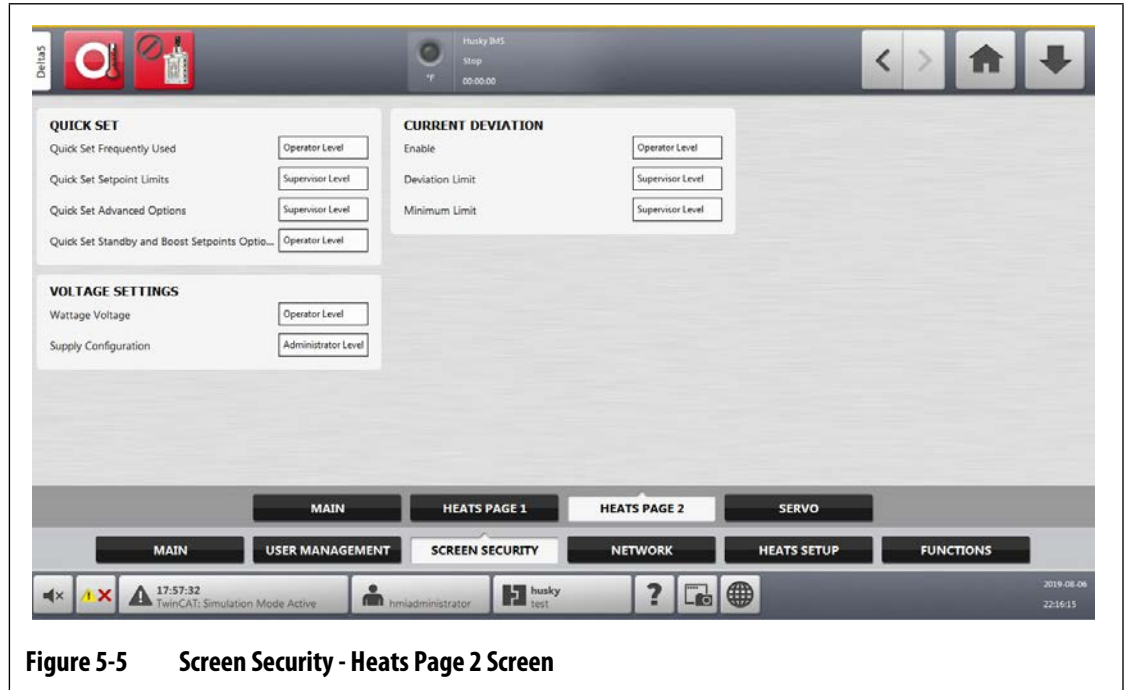 Delta5
Husky IMS
Stop
°F 00:00:00
QUICK SET
Quick Set Frequently Used Operator Level
Quick Set Setpoint Limits Supervisor Level
Quick Set Advanced Options Supervisor Level
Quick Set Standby and Boost Setpoints Optio... Operator Level
VOLTAGE SETTINGS
Wattage Voltage Operator Level
Supply Configuration Administrator Level
CURRENT DEVIATION
Enable Operator Level
Deviation Limit Supervisor Level
Minimum Limit Supervisor Level
MAIN HEATS PAGE 1 HEATS PAGE 2 SERVO
MAIN USER MANAGEMENT SCREEN SECURITY NETWORK HEATS SETUP FUNCTIONS
17:57:32
TwinCAT: Simulation Mode Active
hmiadministrator
husky
test
?
2019-08-06
22:16:15
Figure 5-5 Screen Security - Heats Page 2 Screen